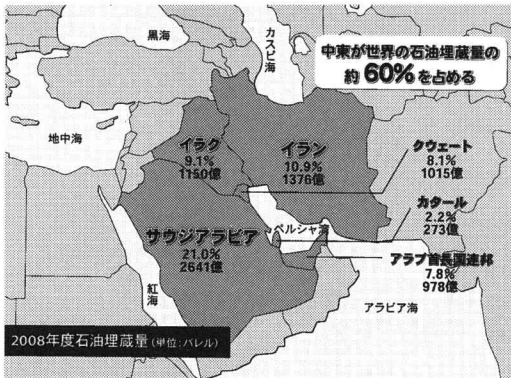 中東が世界の石油埋蔵量の
約60%を占める
黒海
カスピ海
地中海
イラク
9.1%
1150億
イラン
10.9%
1376億
クウェート
8.1%
1015億
カタール
2.2%
273億
サウジアラビア
21.0%
2641億
ペルシャ湾
アラブ首長国連邦
7.8%
978億
紅海
アラビア海
2008年度石油埋蔵量(単位:バレル)